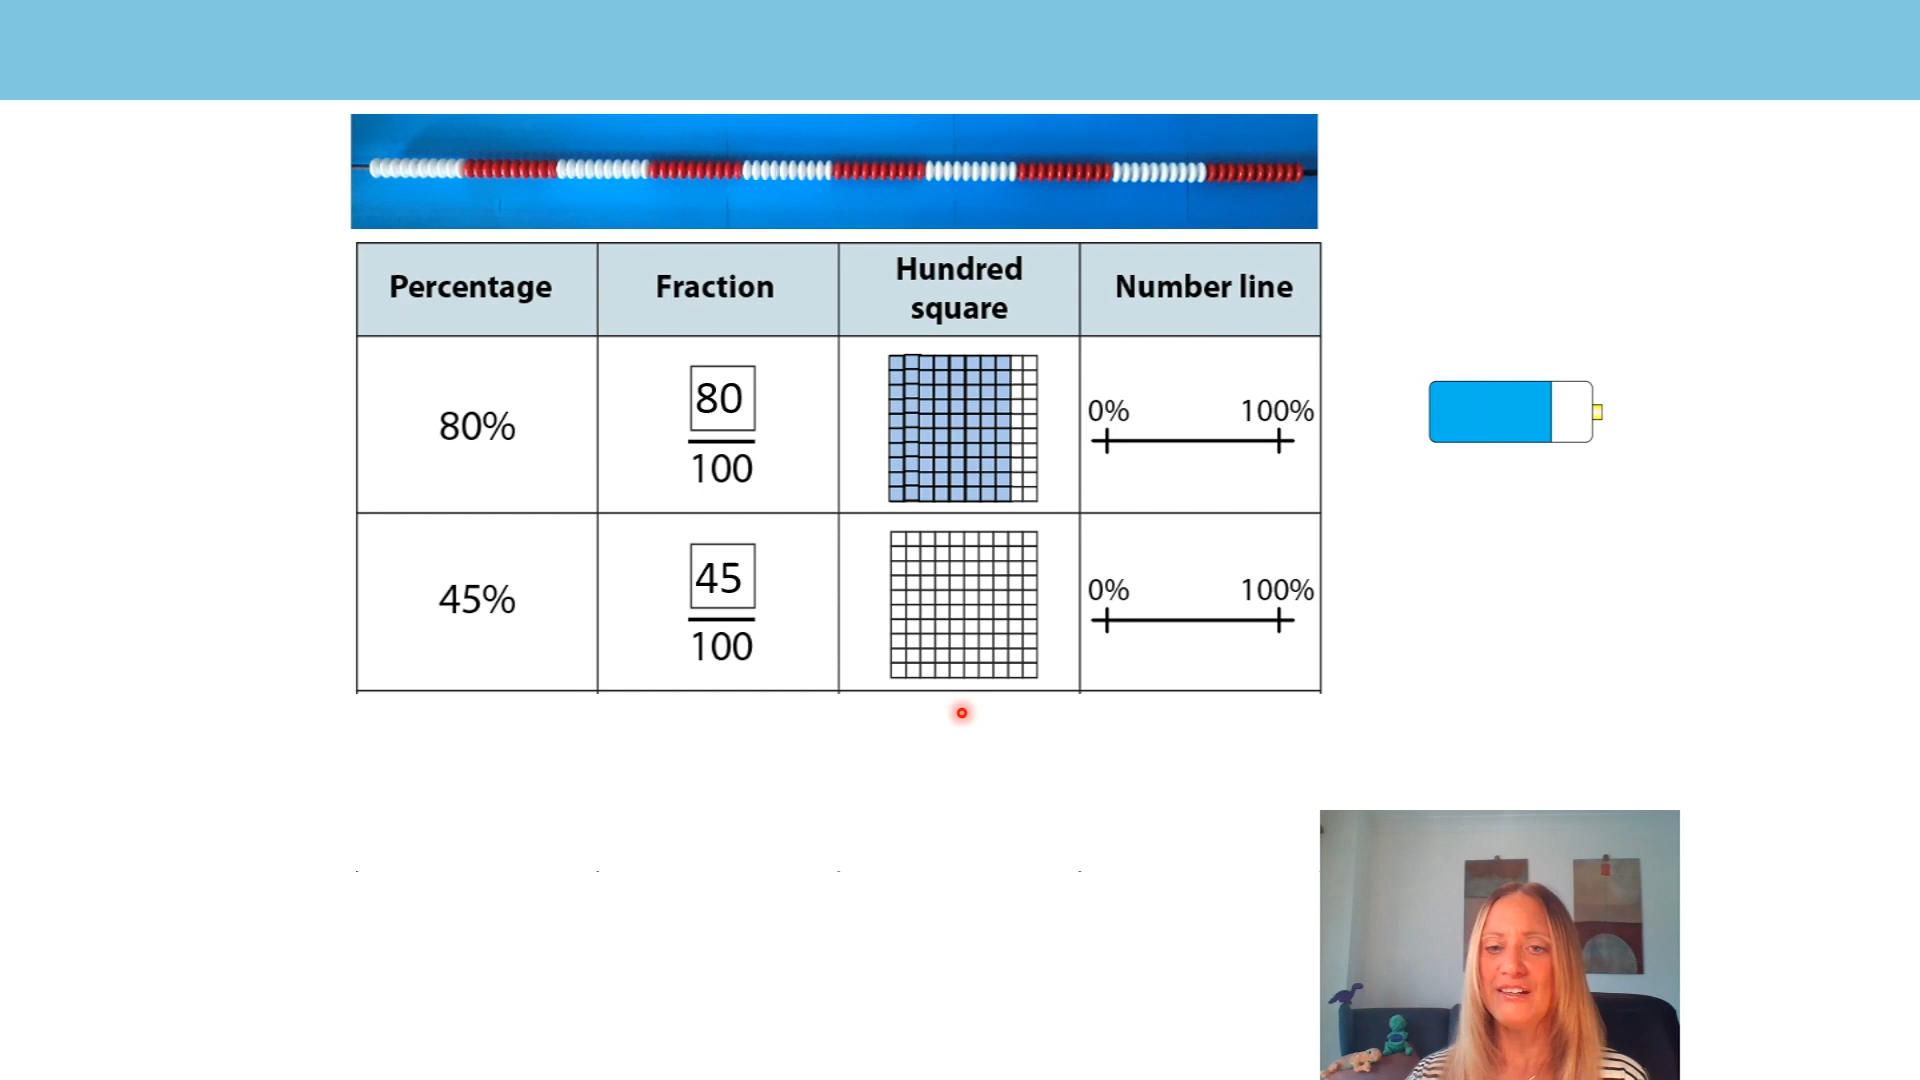 Percentage
Fraction
Hundred
square
Number line
80%
80
100
0% 100%
45%
45
100
0% 100%